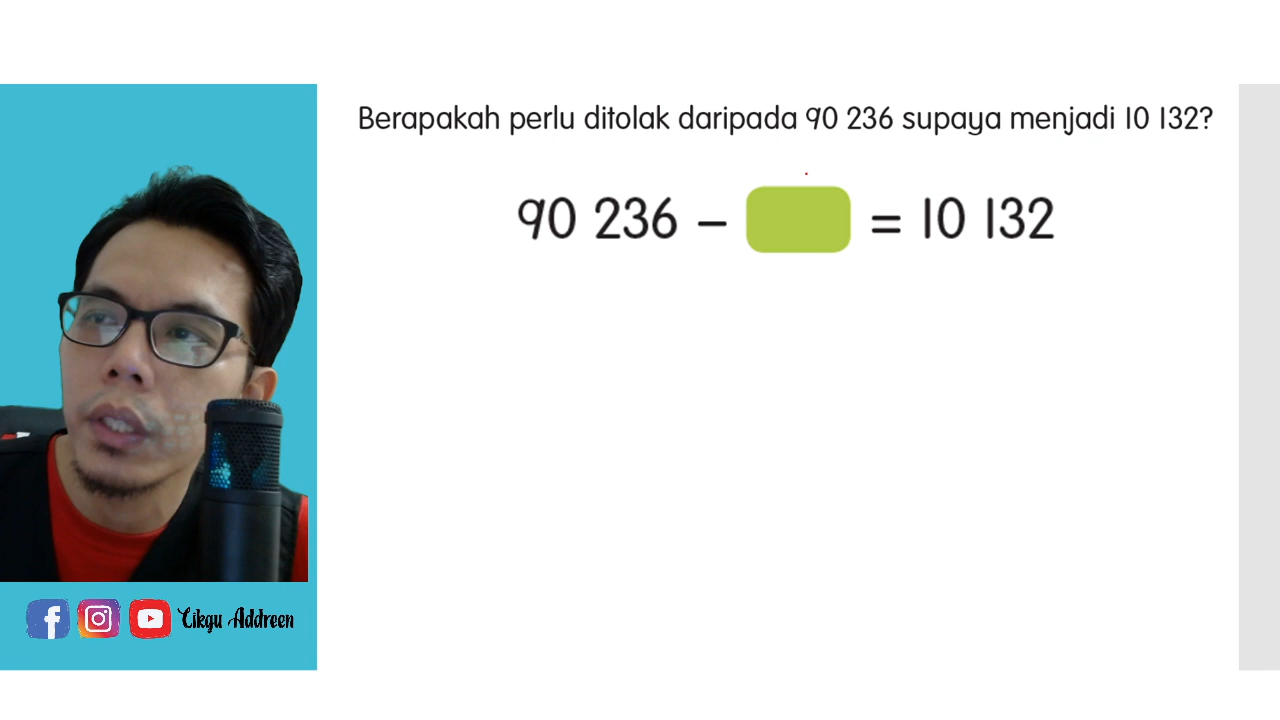 Berapakah perlu ditolak daripada 90 236 supaya menjadi 10 132?
90 236 – = 10 132
Cikgu Addreen